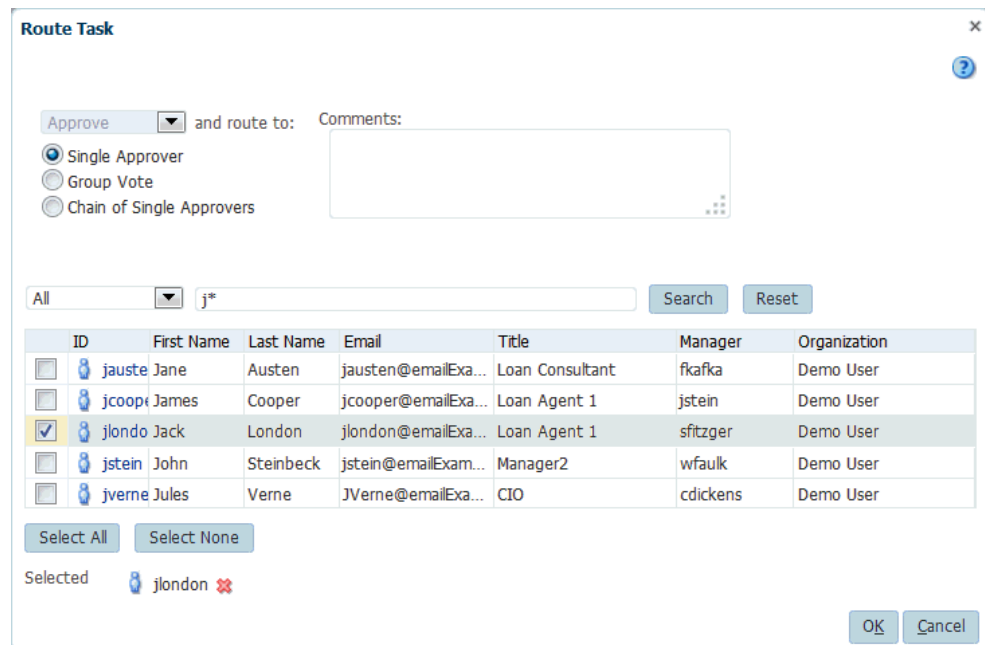 Route Task
Approve and route to: Comments:
Single Approver
Group Vote
Chain of Single Approvers
All j* Search Reset
ID First Name Last Name Email Title Manager Organization
jauste Jane Austen jausten@emailExa... Loan Consultant fkafka Demo User
jcoope James Cooper jcooper@emailExa... Loan Agent 1 jstein Demo User
jlondo Jack London jlondon@emailExa... Loan Agent 1 sfitzger Demo User
jstein John Steinbeck jstein@emailExam... Manager2 wfaulk Demo User
jverne Jules Verne JVerne@emailExa... CIO cdickens Demo User
Select All Select None
Selected jlondon
OK Cancel